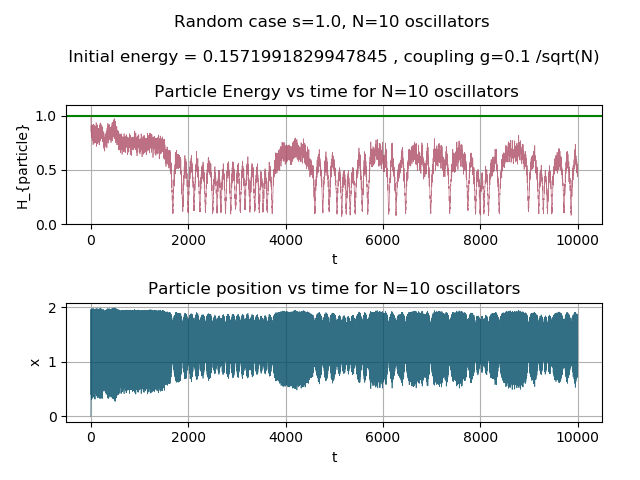 Random case s=1.0, N=10 oscillators
Initial energy = 0.1571991829947845 , coupling g=0.1 /sqrt(N)
Particle Energy vs time for N=10 oscillators
H_{particle}
1.0
0.5
0.0
0 2000 4000 6000 8000 10000
t
Particle position vs time for N=10 oscillators
x
2
1
0
0 2000 4000 6000 8000 10000
t